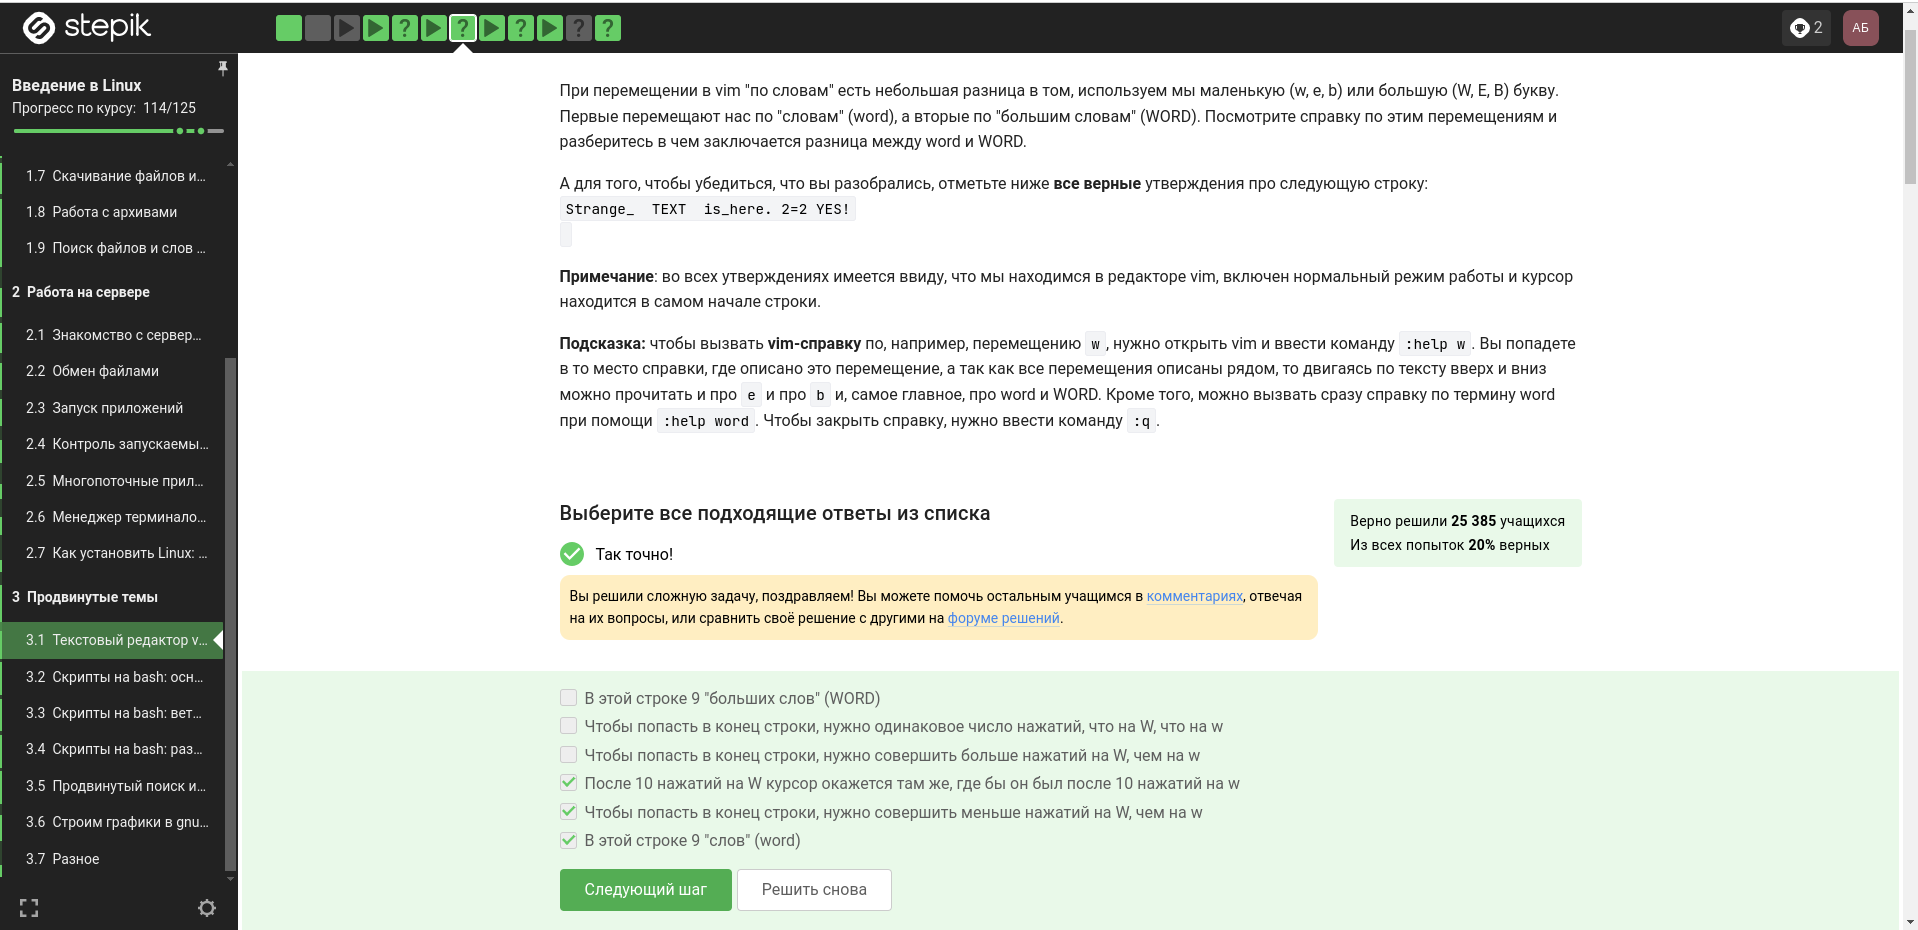 stepik
? ? ? ? ?
2
АБ
Введение в Linux
Прогресс по курсу: 114/125
1.7 Скачивание файлов и...
1.8 Работа с архивами
1.9 Поиск файлов и слов ...
2 Работа на сервере
2.1 Знакомство с сервер...
2.2 Обмен файлами
2.3 Запуск приложений
2.4 Контроль запускаемы...
2.5 Многопоточные прил...
2.6 Менеджер терминало...
2.7 Как установить Linux: ...
3 Продвинутые темы
3.1 Текстовый редактор v...
3.2 Скрипты на bash: осн...
3.3 Скрипты на bash: вет...
3.4 Скрипты на bash: раз...
3.5 Продвинутый поиск и...
3.6 Строим графики в gnu...
3.7 Разное
При перемещении в vim "по словам" есть небольшая разница в том, используем мы маленькую (w, e, b) или большую (W, E, B) букву.
Первые перемещают нас по "словам" (word), а вторые по "большим словам" (WORD). Посмотрите справку по этим перемещениям и
разберитесь в чем заключается разница между word и WORD.
А для того, чтобы убедиться, что вы разобрались, отметьте ниже все верные утверждения про следующую строку:
Strange_  TEXT  is_here. 2=2 YES!
Примечание: во всех утверждениях имеется ввиду, что мы находимся в редакторе vim, включен нормальный режим работы и курсор
находится в самом начале строки.
Подсказка: чтобы вызвать vim-справку по, например, перемещению w , нужно открыть vim и ввести команду :help w . Вы попадете
в то место справки, где описано это перемещение, а так как все перемещения описаны рядом, то двигаясь по тексту вверх и вниз
можно прочитать и про e и про b и, самое главное, про word и WORD. Кроме того, можно вызвать сразу справку по термину word
при помощи :help word . Чтобы закрыть справку, нужно ввести команду :q .
Выберите все подходящие ответы из списка
Верно решили 25 385 учащихся
Из всех попыток 20% верных
Так точно!
Вы решили сложную задачу, поздравляем! Вы можете помочь остальным учащимся в комментариях, отвечая
на их вопросы, или сравнить своё решение с другими на форуме решений.
В этой строке 9 "больших слов" (WORD)
Чтобы попасть в конец строки, нужно одинаковое число нажатий, что на W, что на w
Чтобы попасть в конец строки, нужно совершить больше нажатий на W, чем на w
После 10 нажатий на W курсор окажется там же, где бы он был после 10 нажатий на w
Чтобы попасть в конец строки, нужно совершить меньше нажатий на W, чем на w
В этой строке 9 "слов" (word)
Следующий шаг
Решить снова